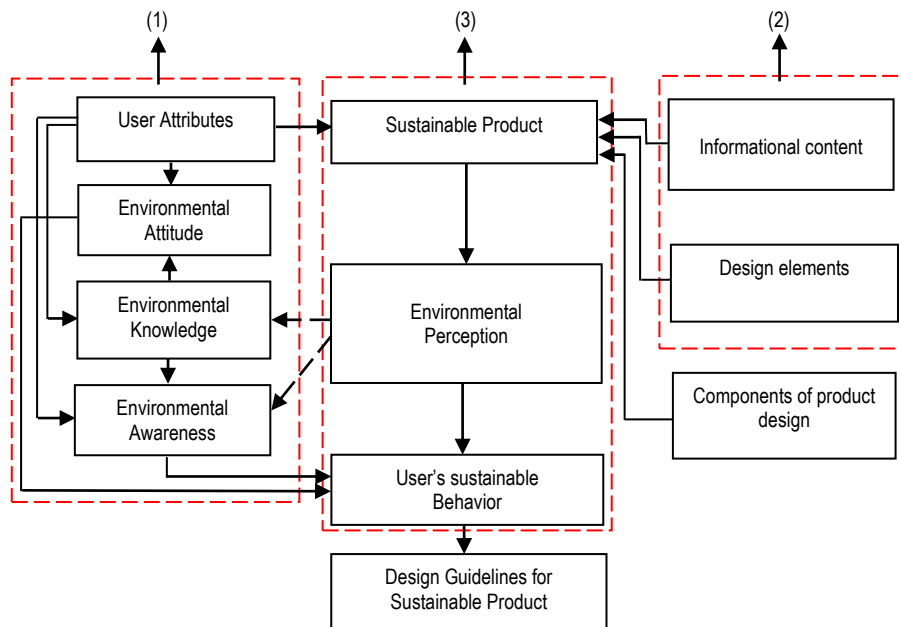 (1)
(3)
(2)
User Attributes
Sustainable Product
Informational content
Environmental
Attitude
Design elements
Environmental
Knowledge
Environmental
Perception
Environmental
Awareness
Components of product
design
User’s sustainable
Behavior
Design Guidelines for
Sustainable Product